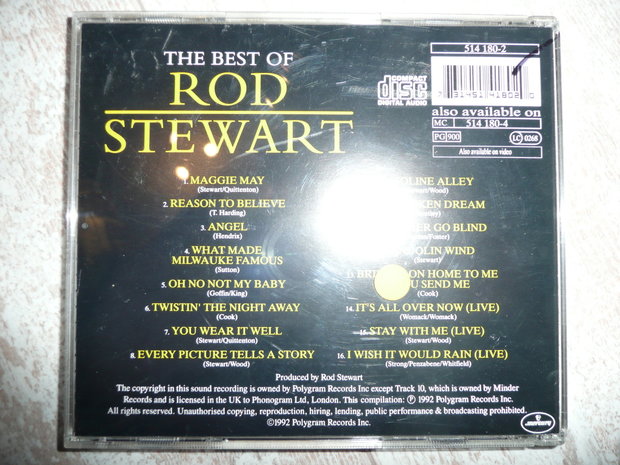 THE BEST OF
ROD
STEWART
COMPACT
disc
DIGITAL AUDIO
514 180-2
also available on
MC 514 180-4
PG 900
LC 0268
Also available on video
1. MAGGIE MAY
(Stewart/Quittenton)
2. REASON TO BELIEVE
(T. Harding)
3. ANGEL
(Hendrix)
4. WHAT MADE
MILWAUKE FAMOUS
(Sutton)
5. OH NO NOT MY BABY
(Goffin/King)
6. TWISTIN' THE NIGHT AWAY
(Cook)
7. YOU WEAR IT WELL
(Stewart/Quittenton)
8. EVERY PICTURE TELLS A STORY
(Stewart/Wood)
ALLEY
DREAM
GO BLIND
WIND
(Stewart)
ON HOME TO ME
SEND ME
(Cook)
14. IT'S ALL OVER NOW (LIVE)
(Womack/Womack)
15. STAY WITH ME (LIVE)
(Stewart/Wood)
16. I WISH IT WOULD RAIN (LIVE)
(Strong/Penzabene/Whitfield)
Produced by Rod Stewart
The copyright in this sound recording is owned by Polygram Records Inc except Track 10, which is owned by Minder
Records and is licensed in the UK to Phonogram Ltd, London. This compilation: ℗ 1992 Polygram Records Inc.
All rights reserved. Unauthorised copying, reproduction, hiring, lending, public performance & broadcasting prohibited.
©1992 Polygram Records Inc.